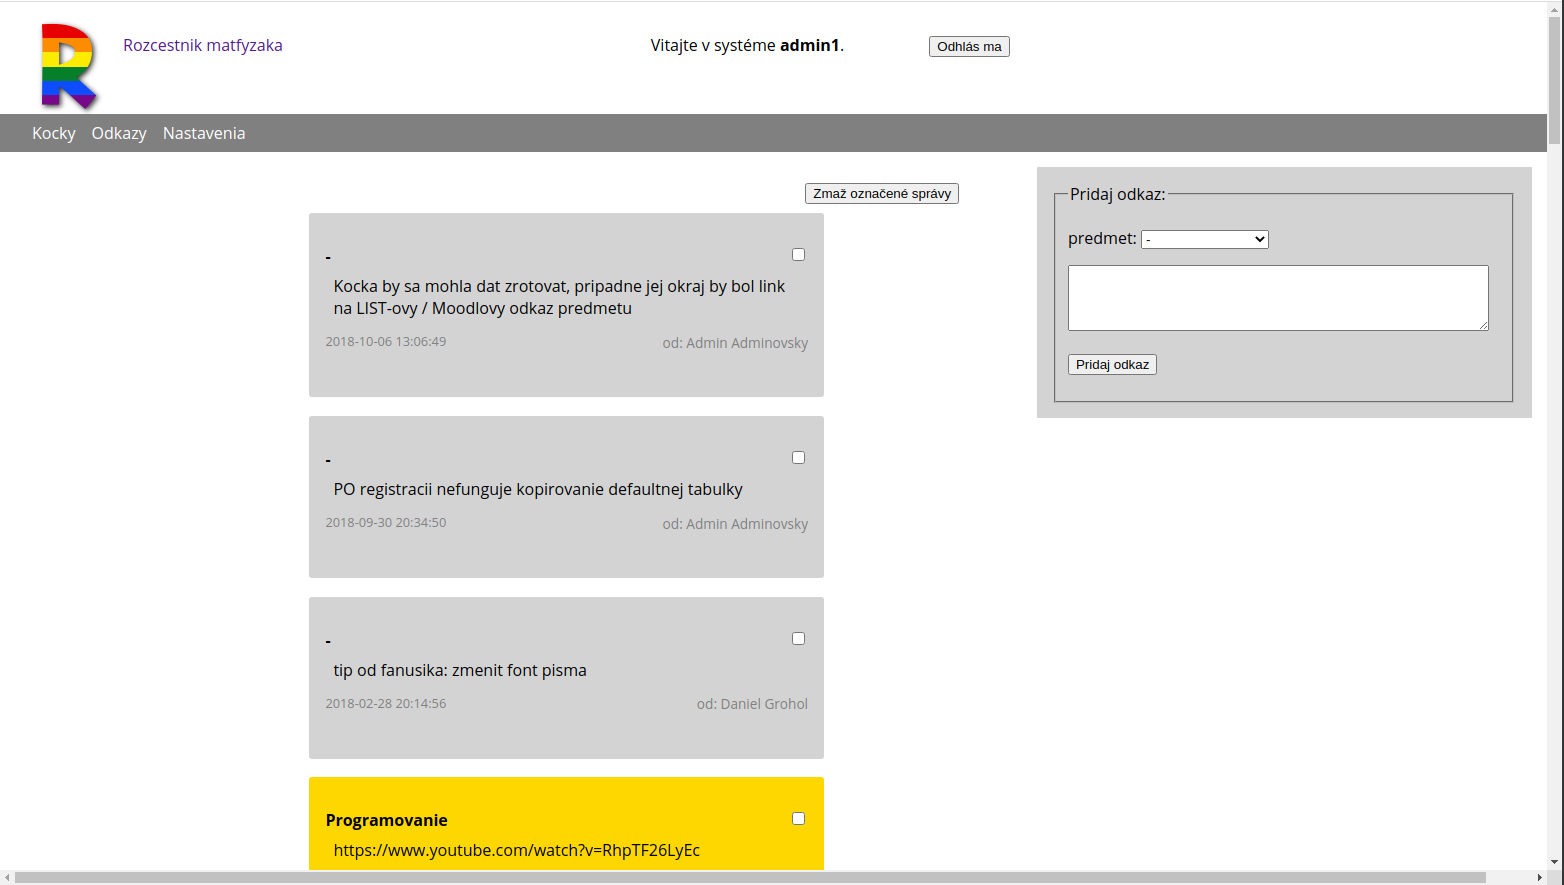 R
Rozcestnik matfyzaka
Vitajte v systéme admin1.
Odhlás ma
Kocky Odkazy Nastavenia
Zmaž označené správy
-
Kocka by sa mohla dat zrotovat, pripadne jej okraj by bol link
na LIST-ovy / Moodlovy odkaz predmetu
2018-10-06 13:06:49
od: Admin Adminovsky
-
PO registracii nefunguje kopirovanie defaultnej tabulky
2018-09-30 20:34:50
od: Admin Adminovsky
-
tip od fanusika: zmenit font pisma
2018-02-28 20:14:56
od: Daniel Grohol
Programovanie
https://www.youtube.com/watch?v=RhpTF26LyEc
Pridaj odkaz:
predmet: -
Pridaj odkaz